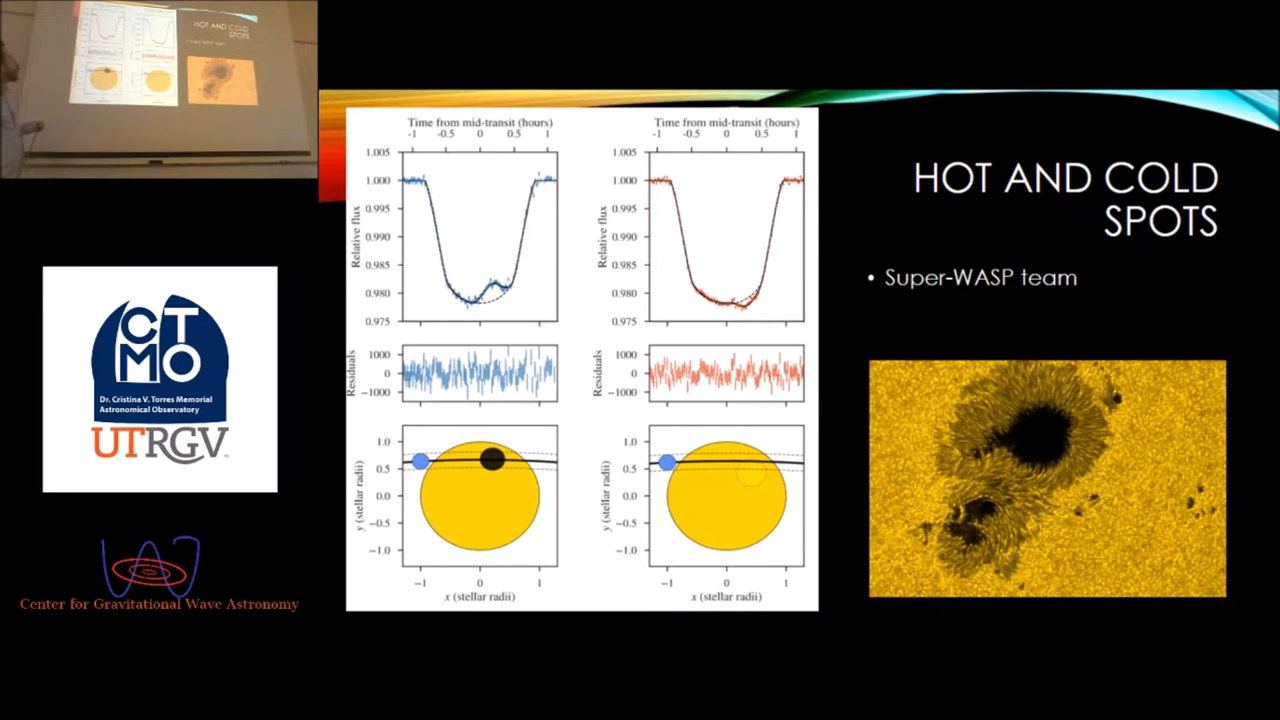 HOT AND COLD
SPOTS
• Super-WASP team
HOT AND COLD
SPOTS
• Super-WASP team
Time from mid-transit (hours)
-1 -0.5 0 0.5 1
1.005
1.000
0.995
0.990
0.985
0.980
0.975
Relative flux
1000
0
−1000
Residuals
1.0
0.5
0.0
−0.5
−1.0
y (stellar radii)
−1 0 1
x (stellar radii)
Time from mid-transit (hours)
-1 -0.5 0 0.5 1
1.005
1.000
0.995
0.990
0.985
0.980
0.975
Relative flux
1000
0
−1000
Residuals
1.0
0.5
0.0
−0.5
−1.0
y (stellar radii)
−1 0 1
x (stellar radii)
CT
MO
Dr. Cristina V. Torres Memorial
Astronomical Observatory
UTRGV
Center for Gravitational Wave Astronomy